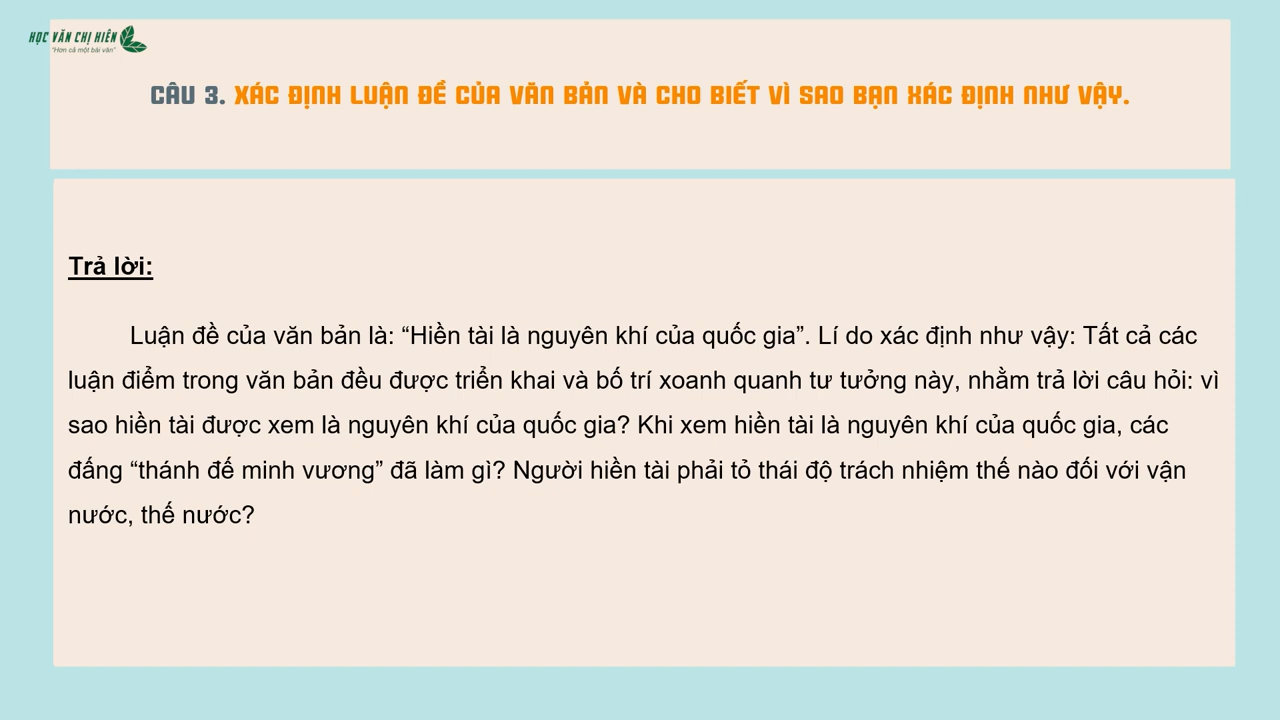 HỌC VĂN CHỊ HIÊN
"Hơn cả một bài văn"
CÂU 3. XÁC ĐỊNH LUẬN ĐỀ CỦA VĂN BẢN VÀ CHO BIẾT VÌ SAO BẠN XÁC ĐỊNH NHƯ VẬY.
Trả lời:
Luận đề của văn bản là: “Hiền tài là nguyên khí của quốc gia”. Lí do xác định như vậy: Tất cả các
luận điểm trong văn bản đều được triển khai và bố trí xoanh quanh tư tưởng này, nhằm trả lời câu hỏi: vì
sao hiền tài được xem là nguyên khí của quốc gia? Khi xem hiền tài là nguyên khí của quốc gia, các
đấng “thánh đế minh vương” đã làm gì? Người hiền tài phải tỏ thái độ trách nhiệm thế nào đối với vận
nước, thế nước?